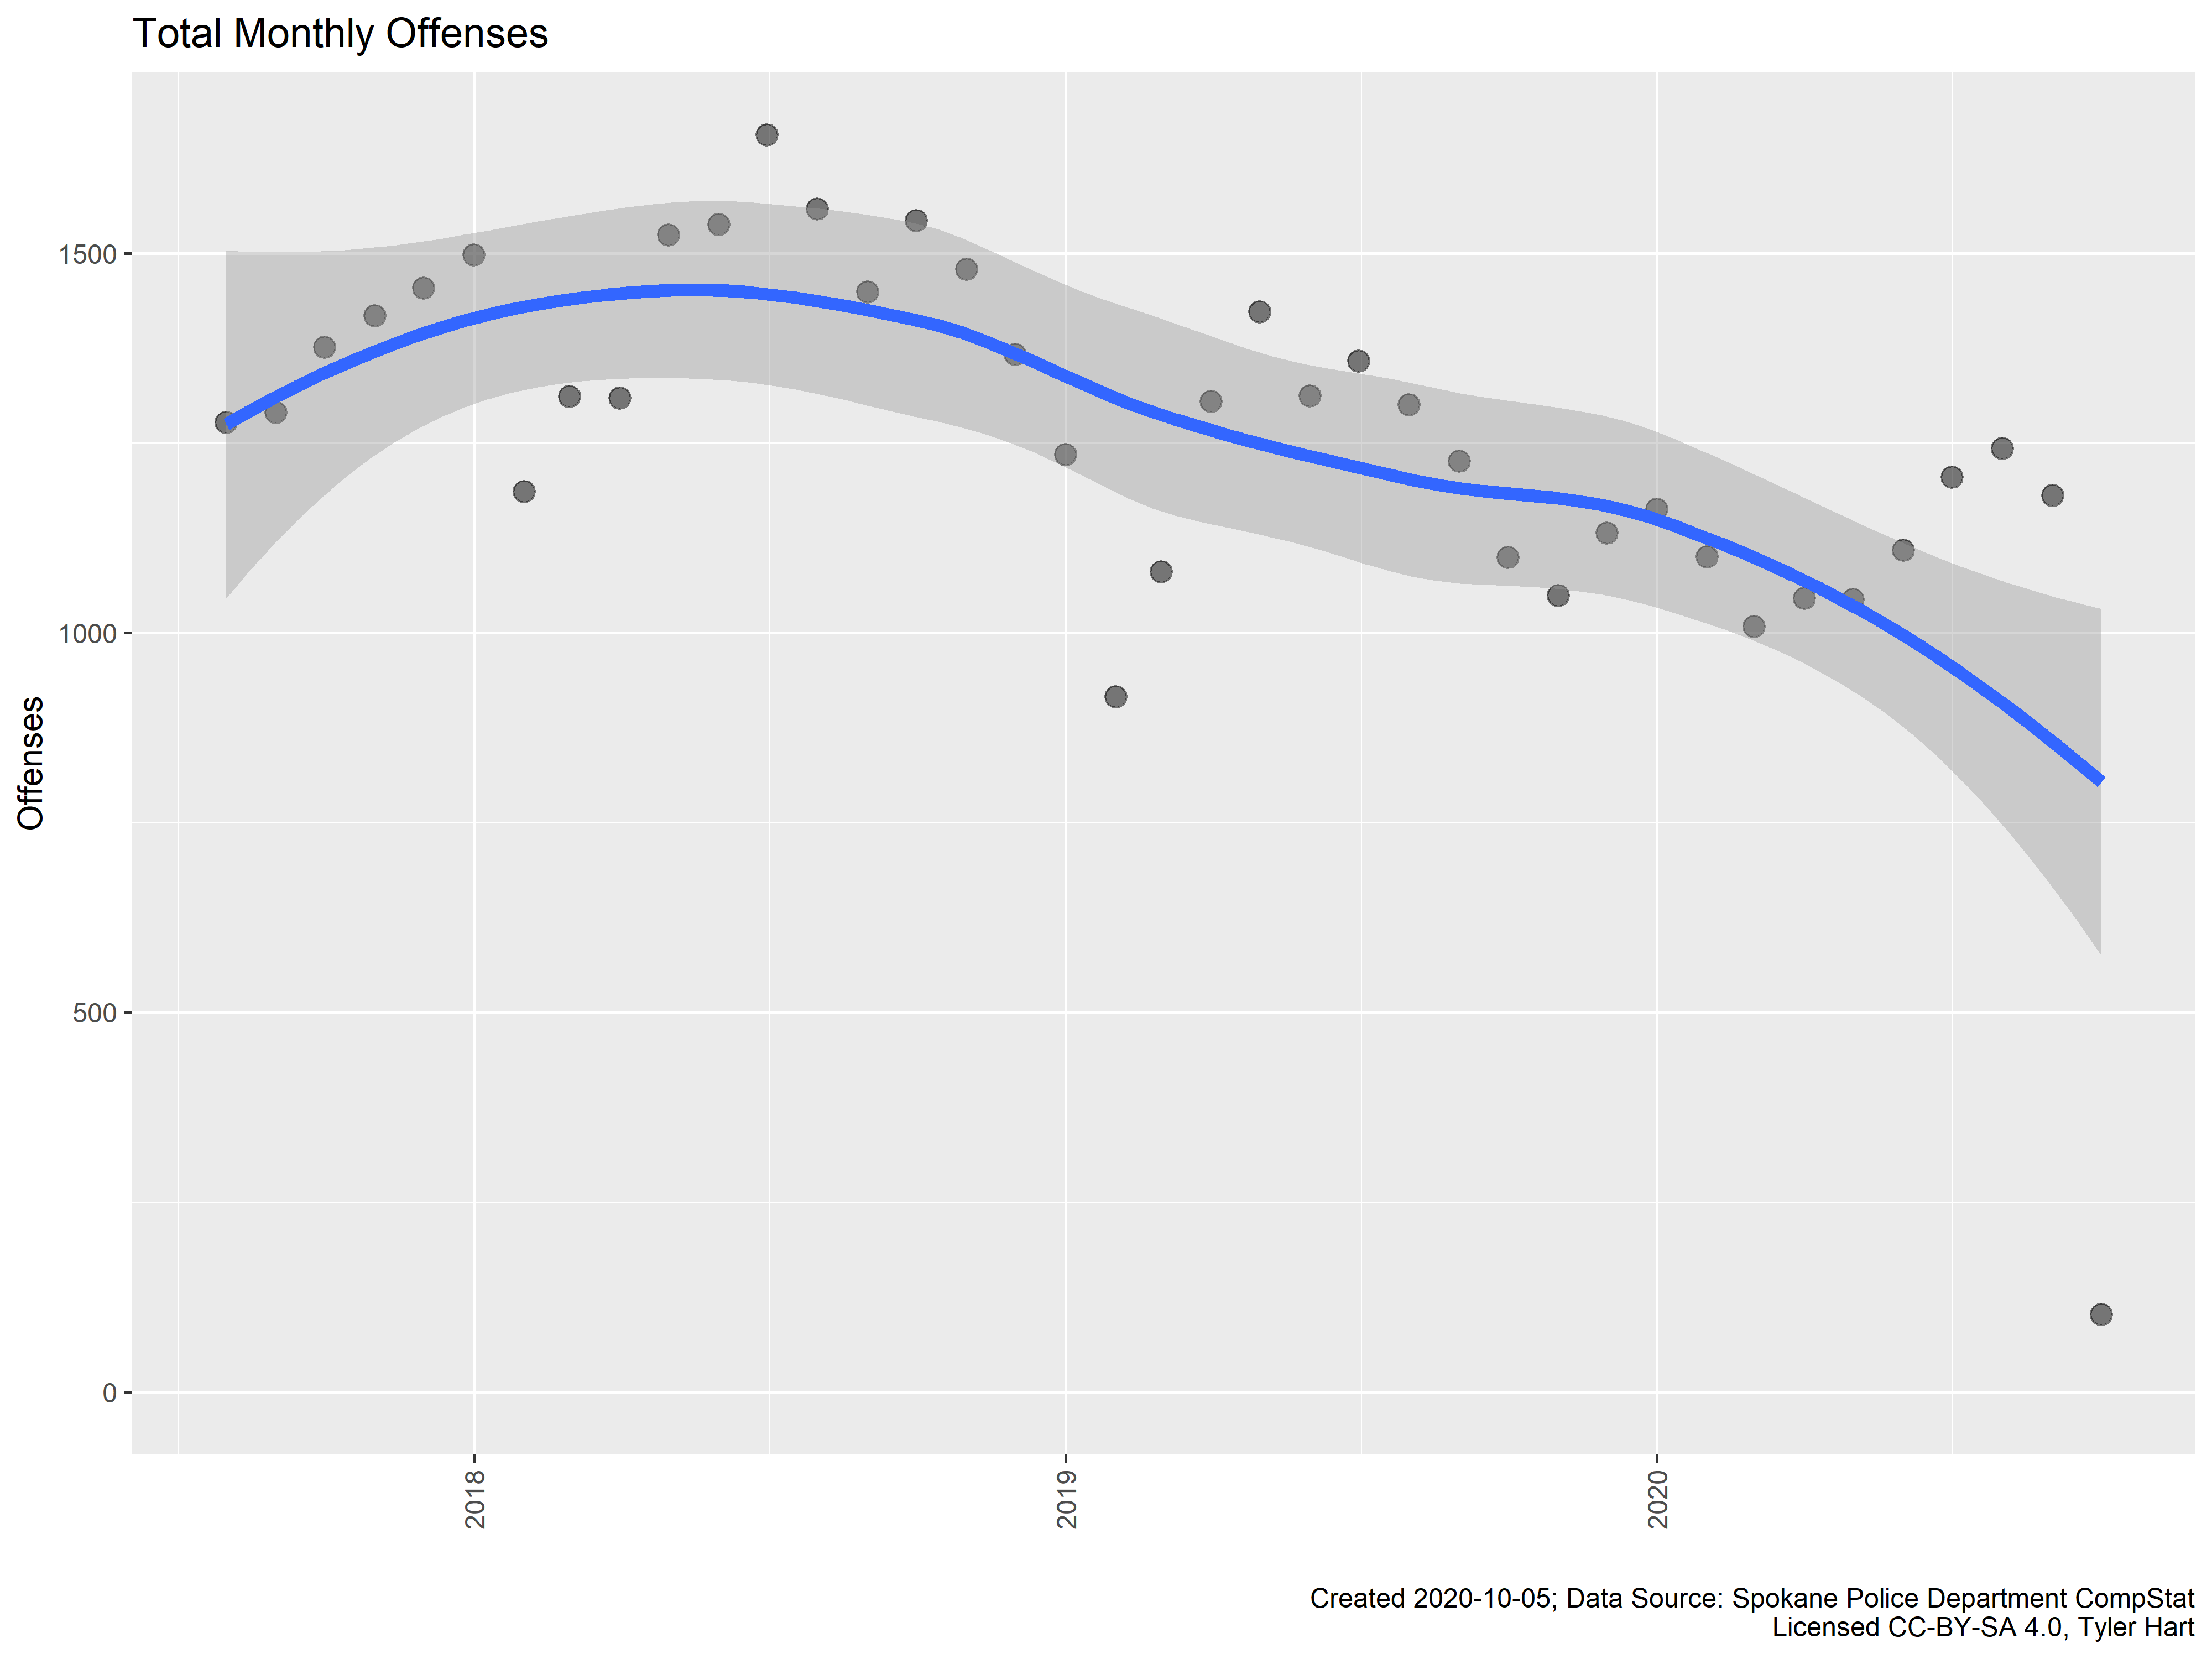 Total Monthly Offenses
Offenses
1500
1000
500
0
2018
2019
2020
Created 2020-10-05; Data Source: Spokane Police Department CompStat
Licensed CC-BY-SA 4.0, Tyler Hart